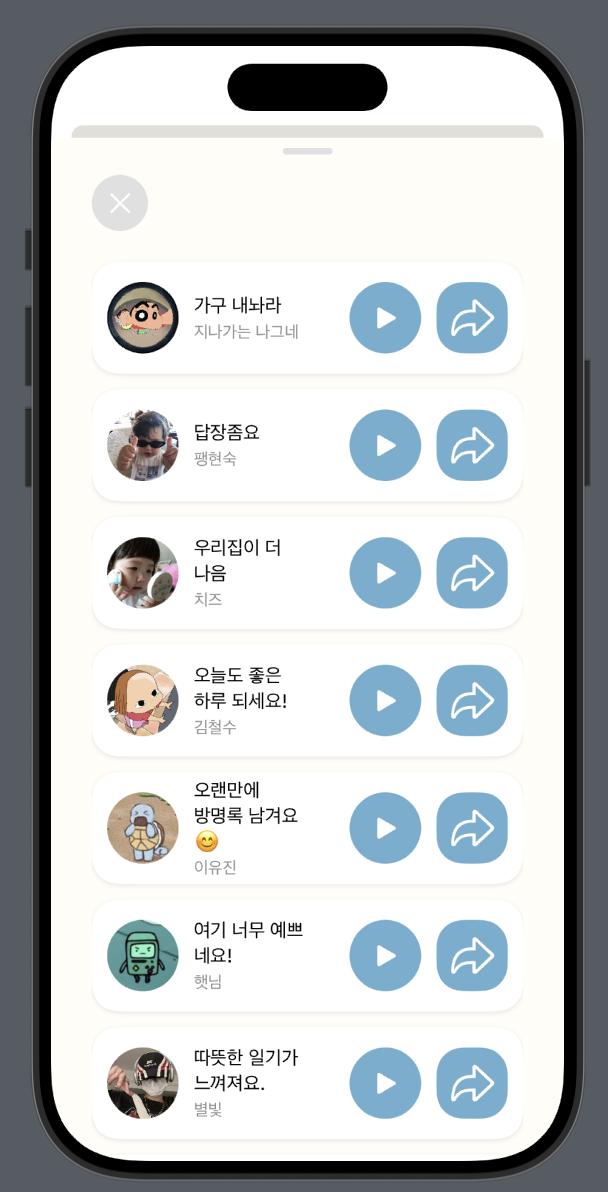 가구 내놔라
지나가는 나그네
답장좀요
팽현숙
우리집이 더
나음
치즈
오늘도 좋은
하루 되세요!
김철수
오랜만에
방명록 남겨요
😊
이유진
여기 너무 예쁘
네요!
햇님
따뜻한 일기가
느껴져요.
별빛